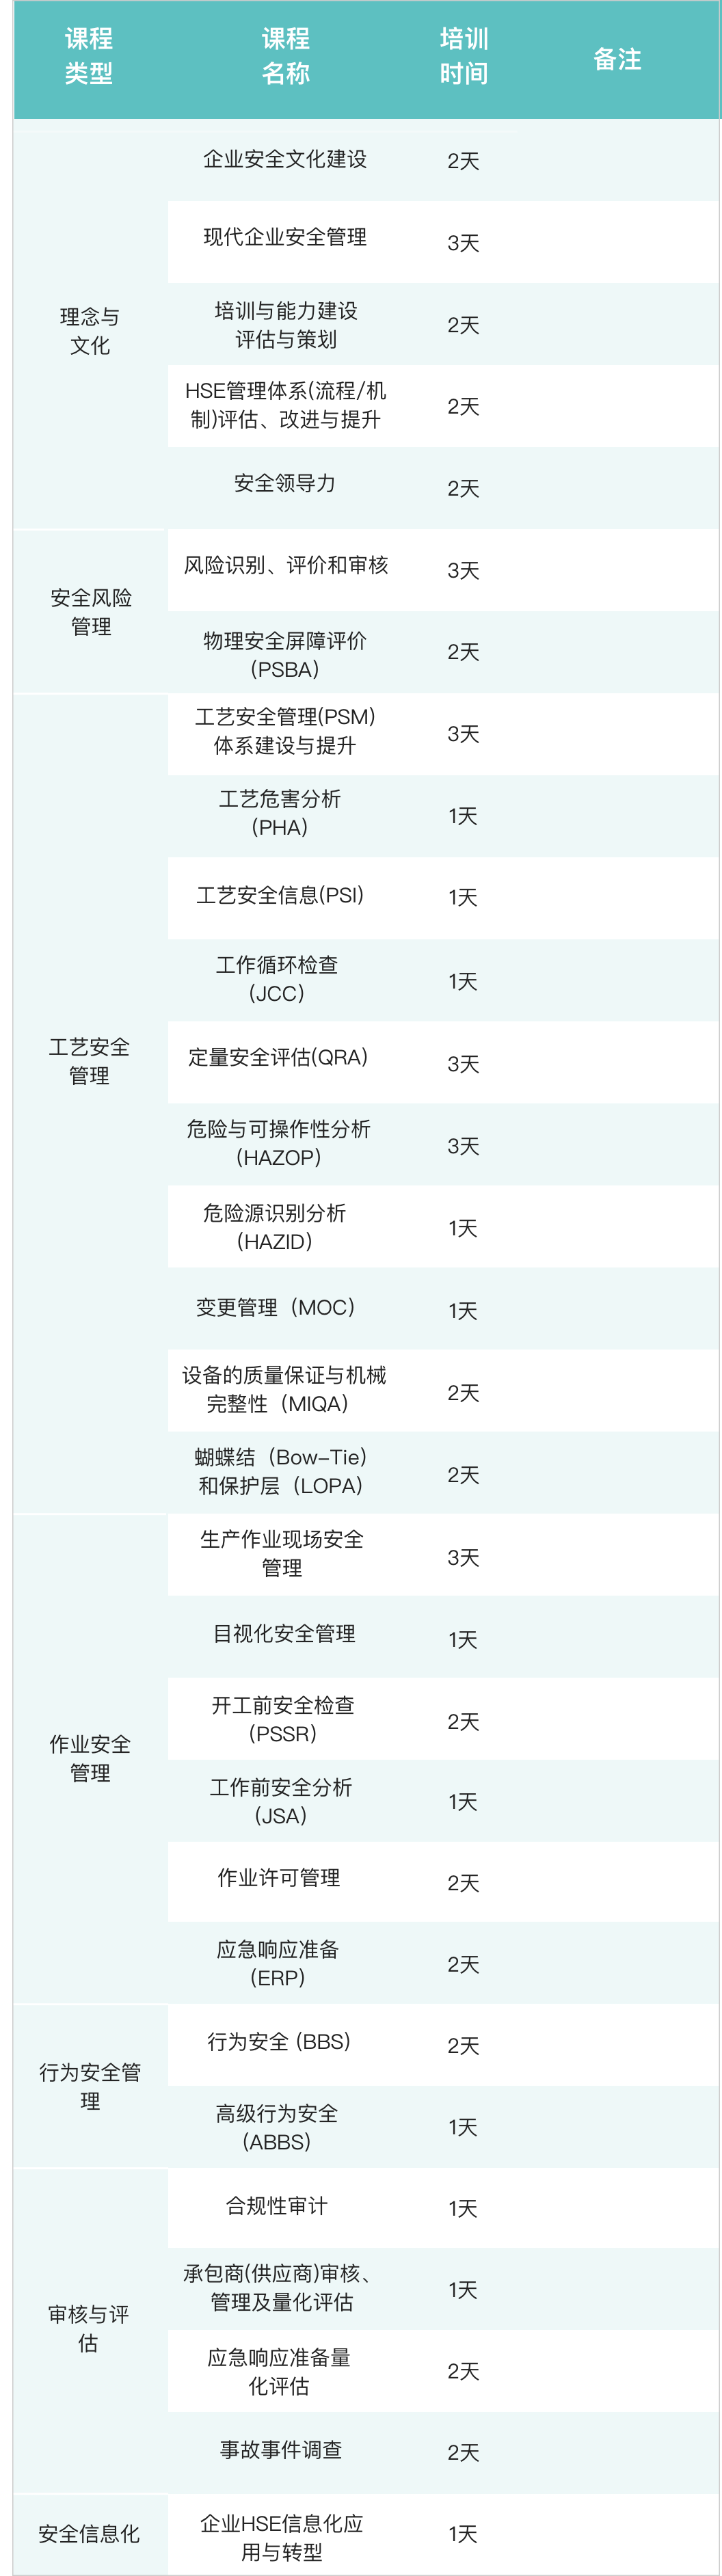 课程
类型
课程
名称
培训
时间
备注
理念与
文化
企业安全文化建设
2天
现代企业安全管理
3天
培训与能力建设
评估与策划
2天
HSE管理体系(流程/机
制)评估、改进与提升
2天
安全领导力
2天
安全风险
管理
风险识别、评价和审核
3天
物理安全屏障评价
(PSBA)
2天
工艺安全
管理
工艺安全管理(PSM)
体系建设与提升
3天
工艺危害分析
(PHA)
1天
工艺安全信息(PSI)
1天
工作循环检查
(JCC)
1天
定量安全评估(QRA)
3天
危险与可操作性分析
(HAZOP)
3天
危险源识别分析
(HAZID)
1天
变更管理（MOC）
1天
设备的质量保证与机械
完整性（MIQA）
2天
蝴蝶结（Bow-Tie）
和保护层（LOPA）
2天
作业安全
管理
生产作业现场安全
管理
3天
目视化安全管理
1天
开工前安全检查
(PSSR)
2天
工作前安全分析
(JSA)
1天
作业许可管理
2天
应急响应准备
(ERP)
2天
行为安全管
理
行为安全 (BBS)
2天
高级行为安全
(ABBS)
1天
审核与评
估
合规性审计
1天
承包商(供应商)审核、
管理及量化评估
1天
应急响应准备量
化评估
2天
事故事件调查
2天
安全信息化
企业HSE信息化应
用与转型
1天